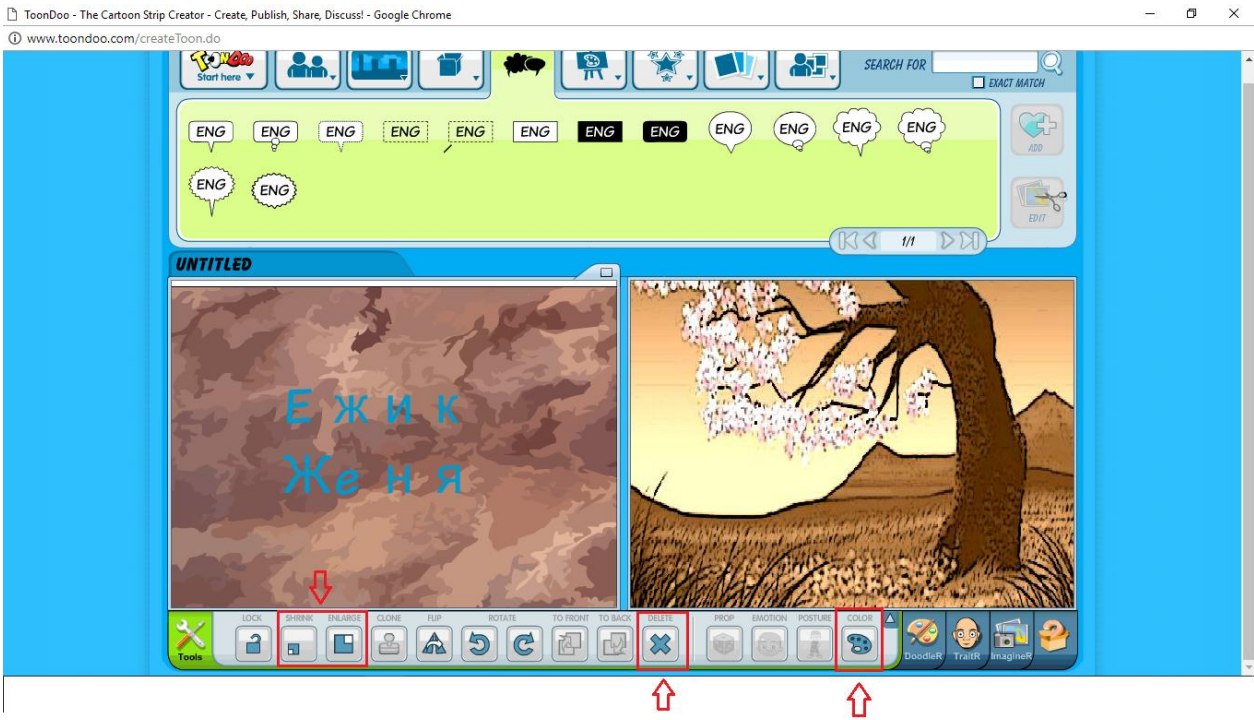 ToonDoo - The Cartoon Strip Creator - Create, Publish, Share, Discuss! - Google Chrome
www.toondoo.com/createToon.do
ToonDoo
Start here
SEARCH FOR
EXACT MATCH
ENG ENG ENG ENG ENG ENG ENG ENG ENG ENG ENG ENG
ADD
ENG ENG
EDIT
1/1
UNTITLED
Ежик
Женя
LOCK SHRINK ENLARGE CLONE FLIP ROTATE TO FRONT TO BACK DELETE PROP EMOTION POSTURE COLOR
Tools DoodleR TraitR ImagineR